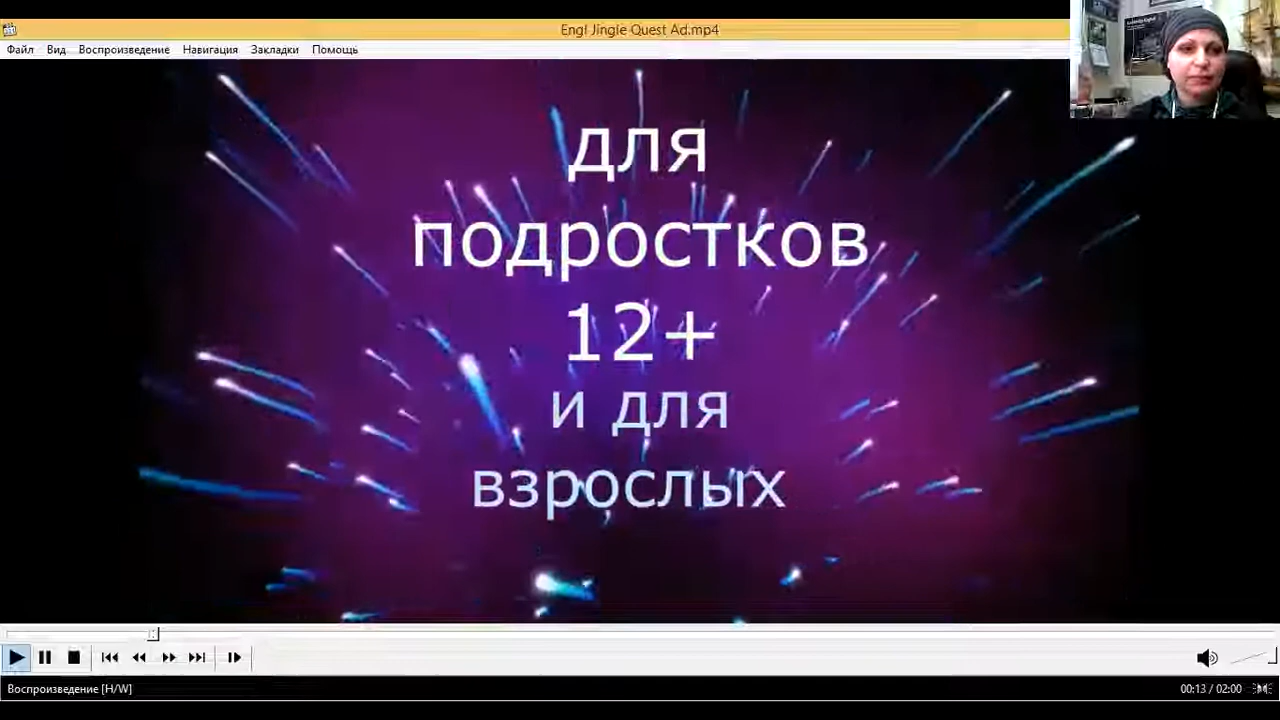 Engl Jingle Quest Ad.mp4
Файл Вид Воспроизведение Навигация Закладки Помощь
для
подростков
12+
и для
взрослых
Воспроизведение [H/W]
00:13 / 02:00